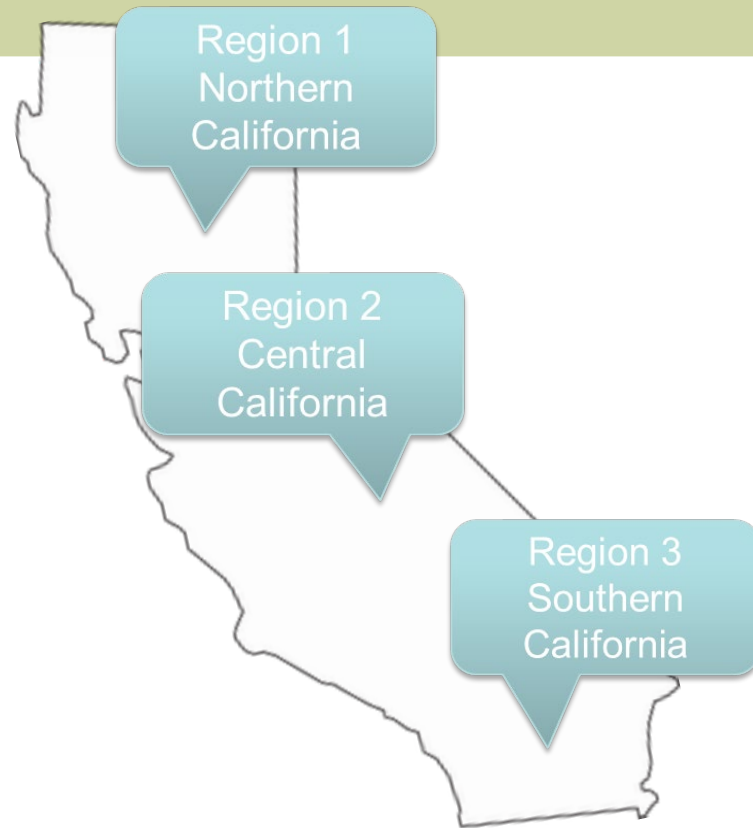 Region 1
Northern
California
Region 2
Central
California
Region 3
Southern
California